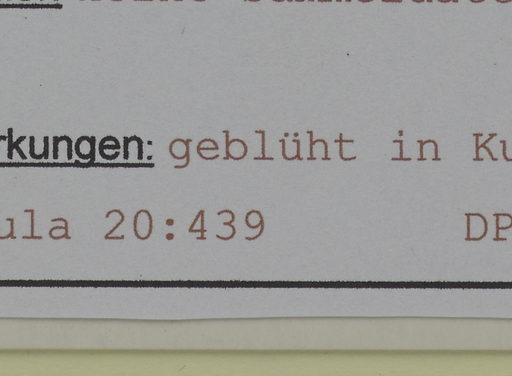 rkungen: geblüht in Ku
ula 20:439 DP